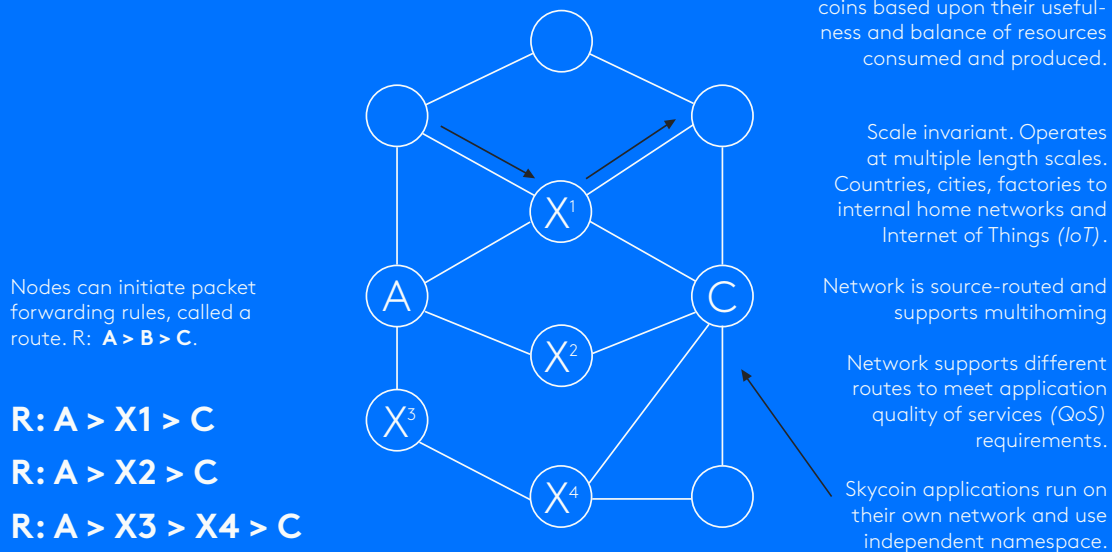 coins based upon their useful-
ness and balance of resources
consumed and produced.
Scale invariant. Operates
at multiple length scales.
Countries, cities, factories to
internal home networks and
Internet of Things (IoT).
Network is source-routed and
supports multihoming
Network supports different
routes to meet application
quality of services (QoS)
requirements.
Skycoin applications run on
their own network and use
independent namespace.
Nodes can initiate packet
forwarding rules, called a
route. R: A > B > C.
R: A > X1 > C
R: A > X2 > C
R: A > X3 > X4 > C
X¹
A
C
X²
X³
X⁴